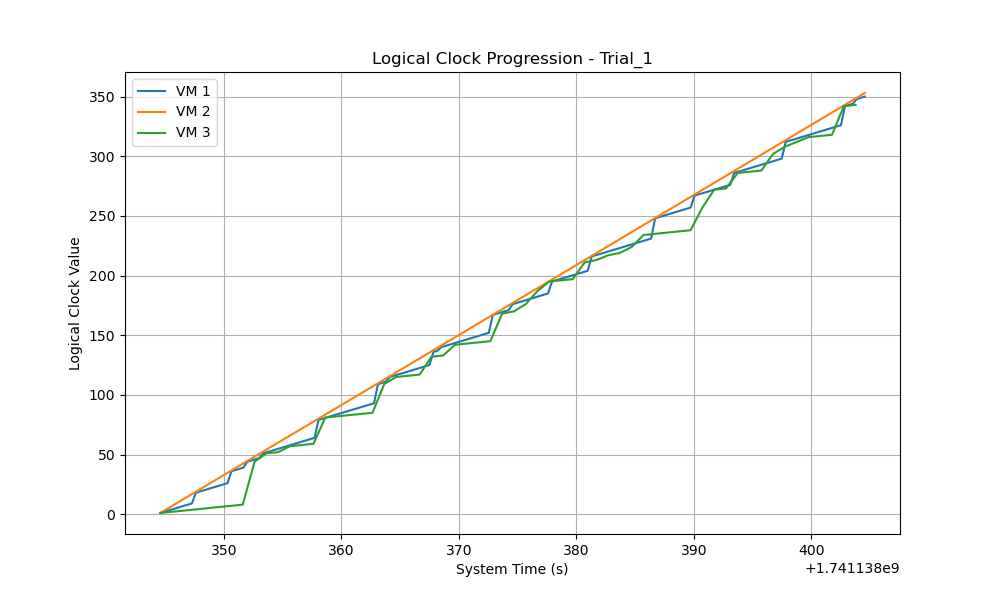 Logical Clock Progression - Trial_1
VM 1
VM 2
VM 3
Logical Clock Value
350
300
250
200
150
100
50
0
350 360 370 380 390 400
System Time (s)
+1.741138e9